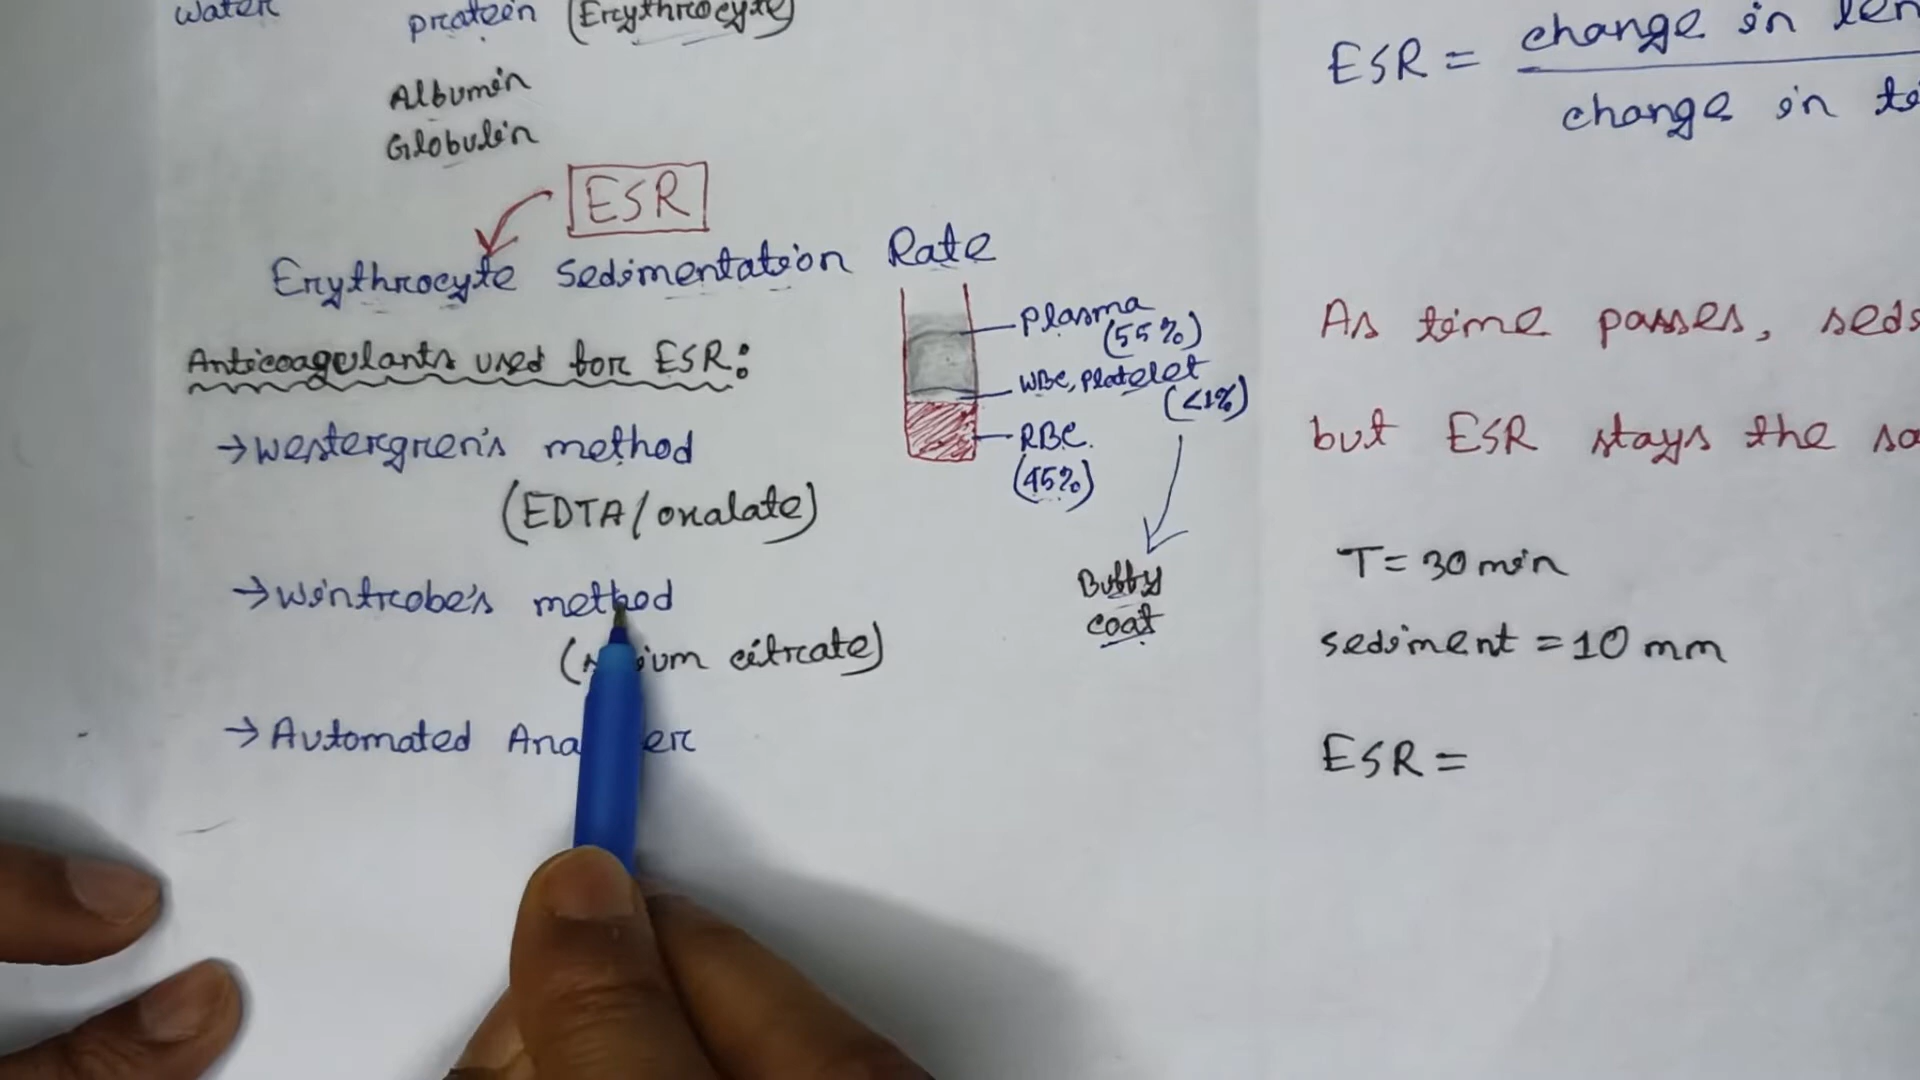 water
protein (Erythrocyte)
Albumin
Globulin
ESR
Erythrocyte Sedimentation Rate
Anticoagulants used for ESR:
→ Westergren's method
(EDTA/oxalate)
→ Wintrobe's method
citrate)
→ Automated
Plasma
(55%)
WBC, Platelet
(<1%)
RBC.
(45%)
Buffy
coat
ESR = change in
change in
As time passes,
but ESR stays the
T = 30 min
sediment = 10 mm
ESR =